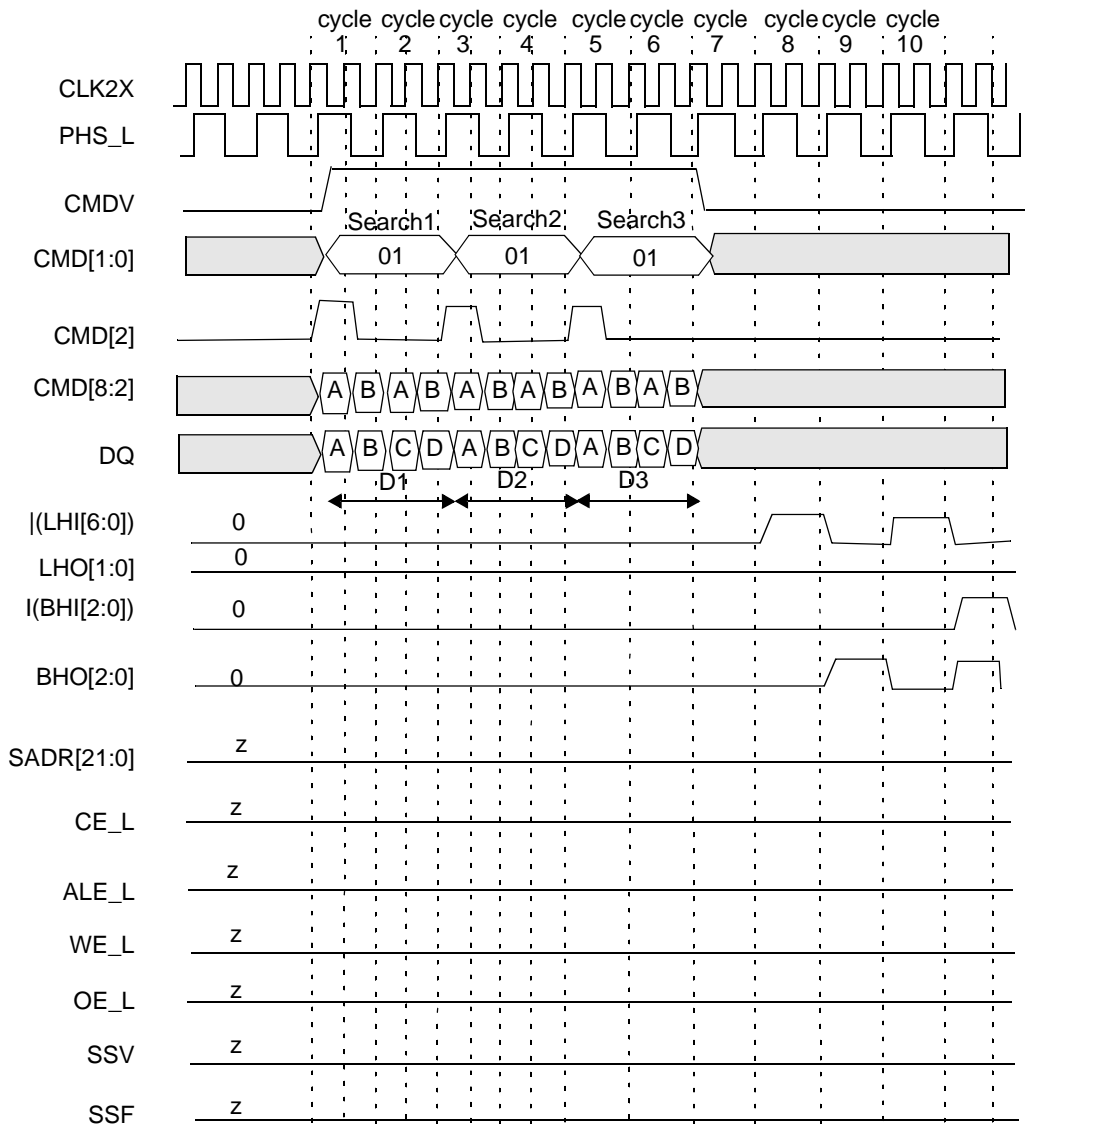 cycle cycle cycle cycle cycle cycle cycle cycle cycle
1 2 3 4 5 6 7 8 9 10
CLK2X
PHS_L
CMDV
Search1 Search2 Search3
CMD[1:0] 01 01 01
CMD[2]
CMD[8:2] A B A B A B A B A B A B
DQ A B C D A B C D A B C D
D1 D2 D3
|(LHI[6:0]) 0
LHO[1:0] 0
I(BHI[2:0]) 0
BHO[2:0] 0
SADR[21:0] z
CE_L z
ALE_L z
WE_L z
OE_L z
SSV z
SSF z